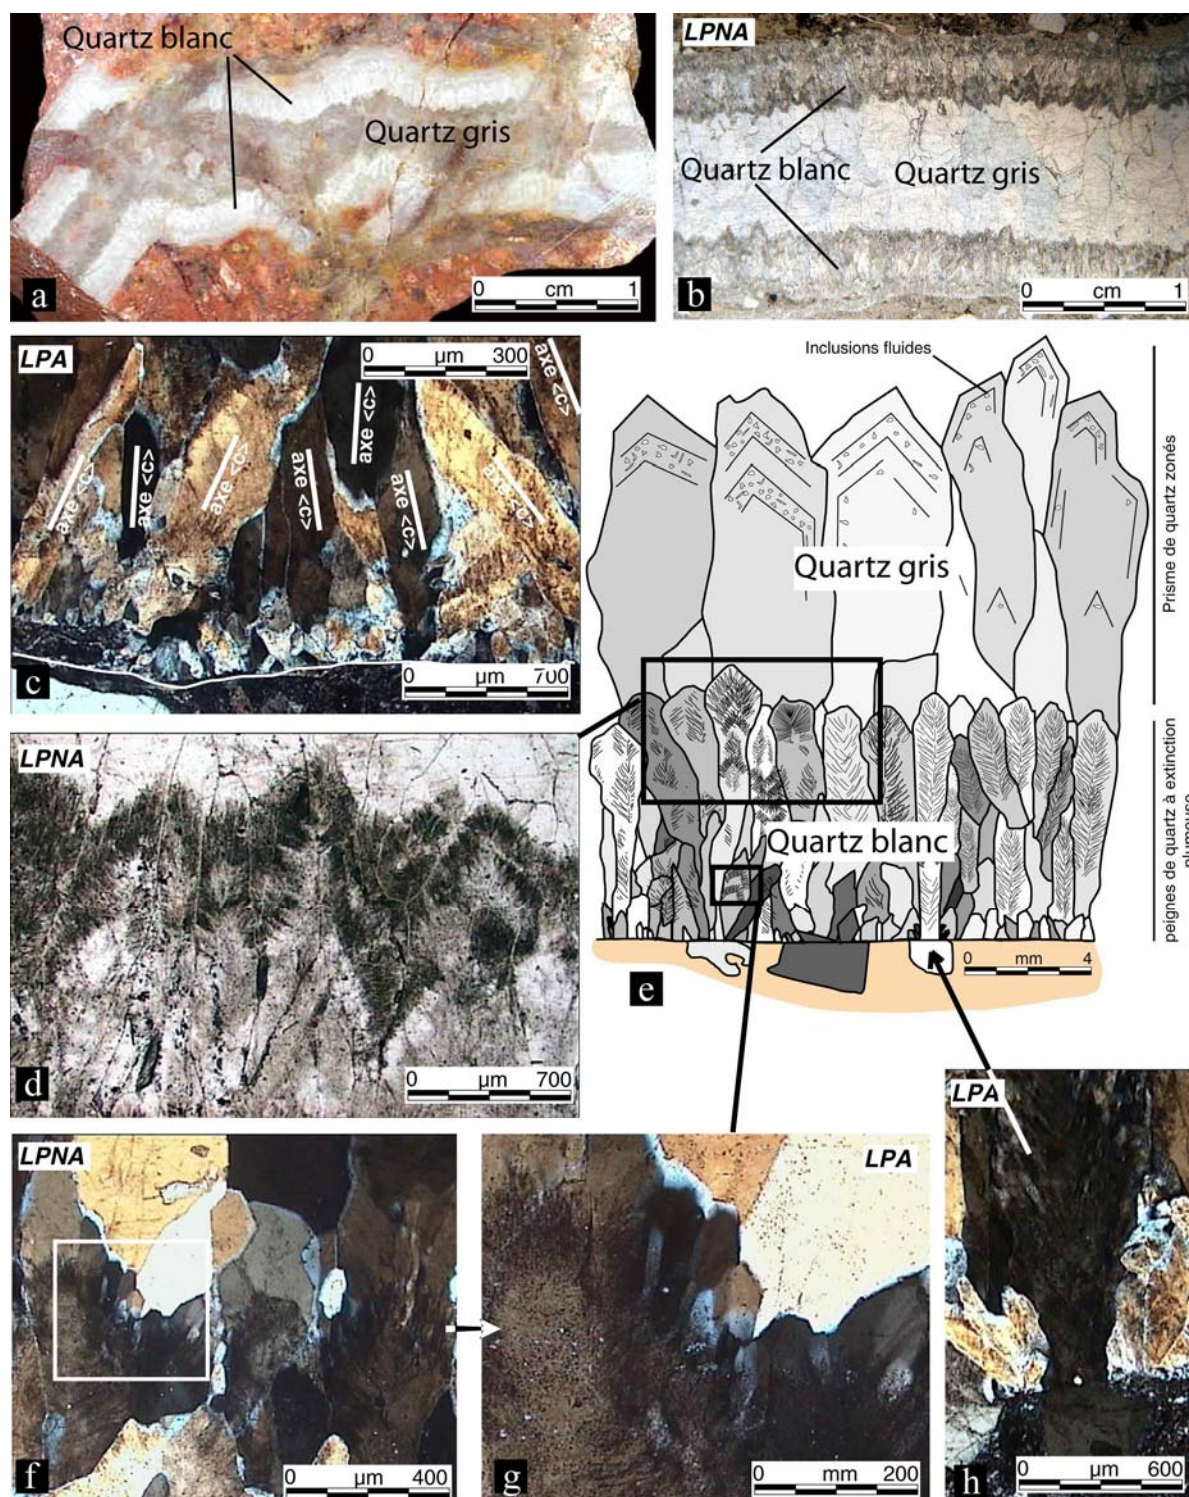 Quartz blanc
Quartz gris
0 cm 1
a
LPNA
Quartz blanc
Quartz gris
0 cm 1
b
LPA
0 µm 300
axe <c>
axe <c>
axe <c>
axe <c>
axe <c>
axe <c>
axe <c>
axe <c>
0 µm 700
c
Inclusions fluides
Quartz gris
Prisme de quartz zonés
Quartz blanc
peignes de quartz à extinction
plumeuse
0 mm 4
e
LPNA
0 µm 700
d
LPNA
0 µm 400
f
LPA
0 mm 200
g
LPA
0 µm 600
h